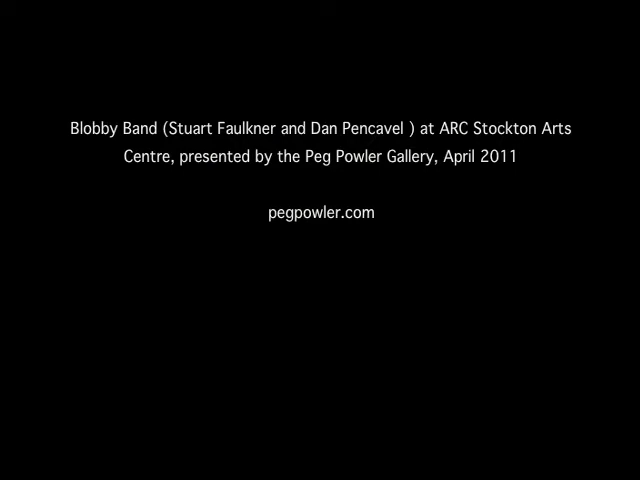 Blobby Band (Stuart Faulkner and Dan Pencavel ) at ARC Stockton Arts
Centre, presented by the Peg Powler Gallery, April 2011
pegpowler.com